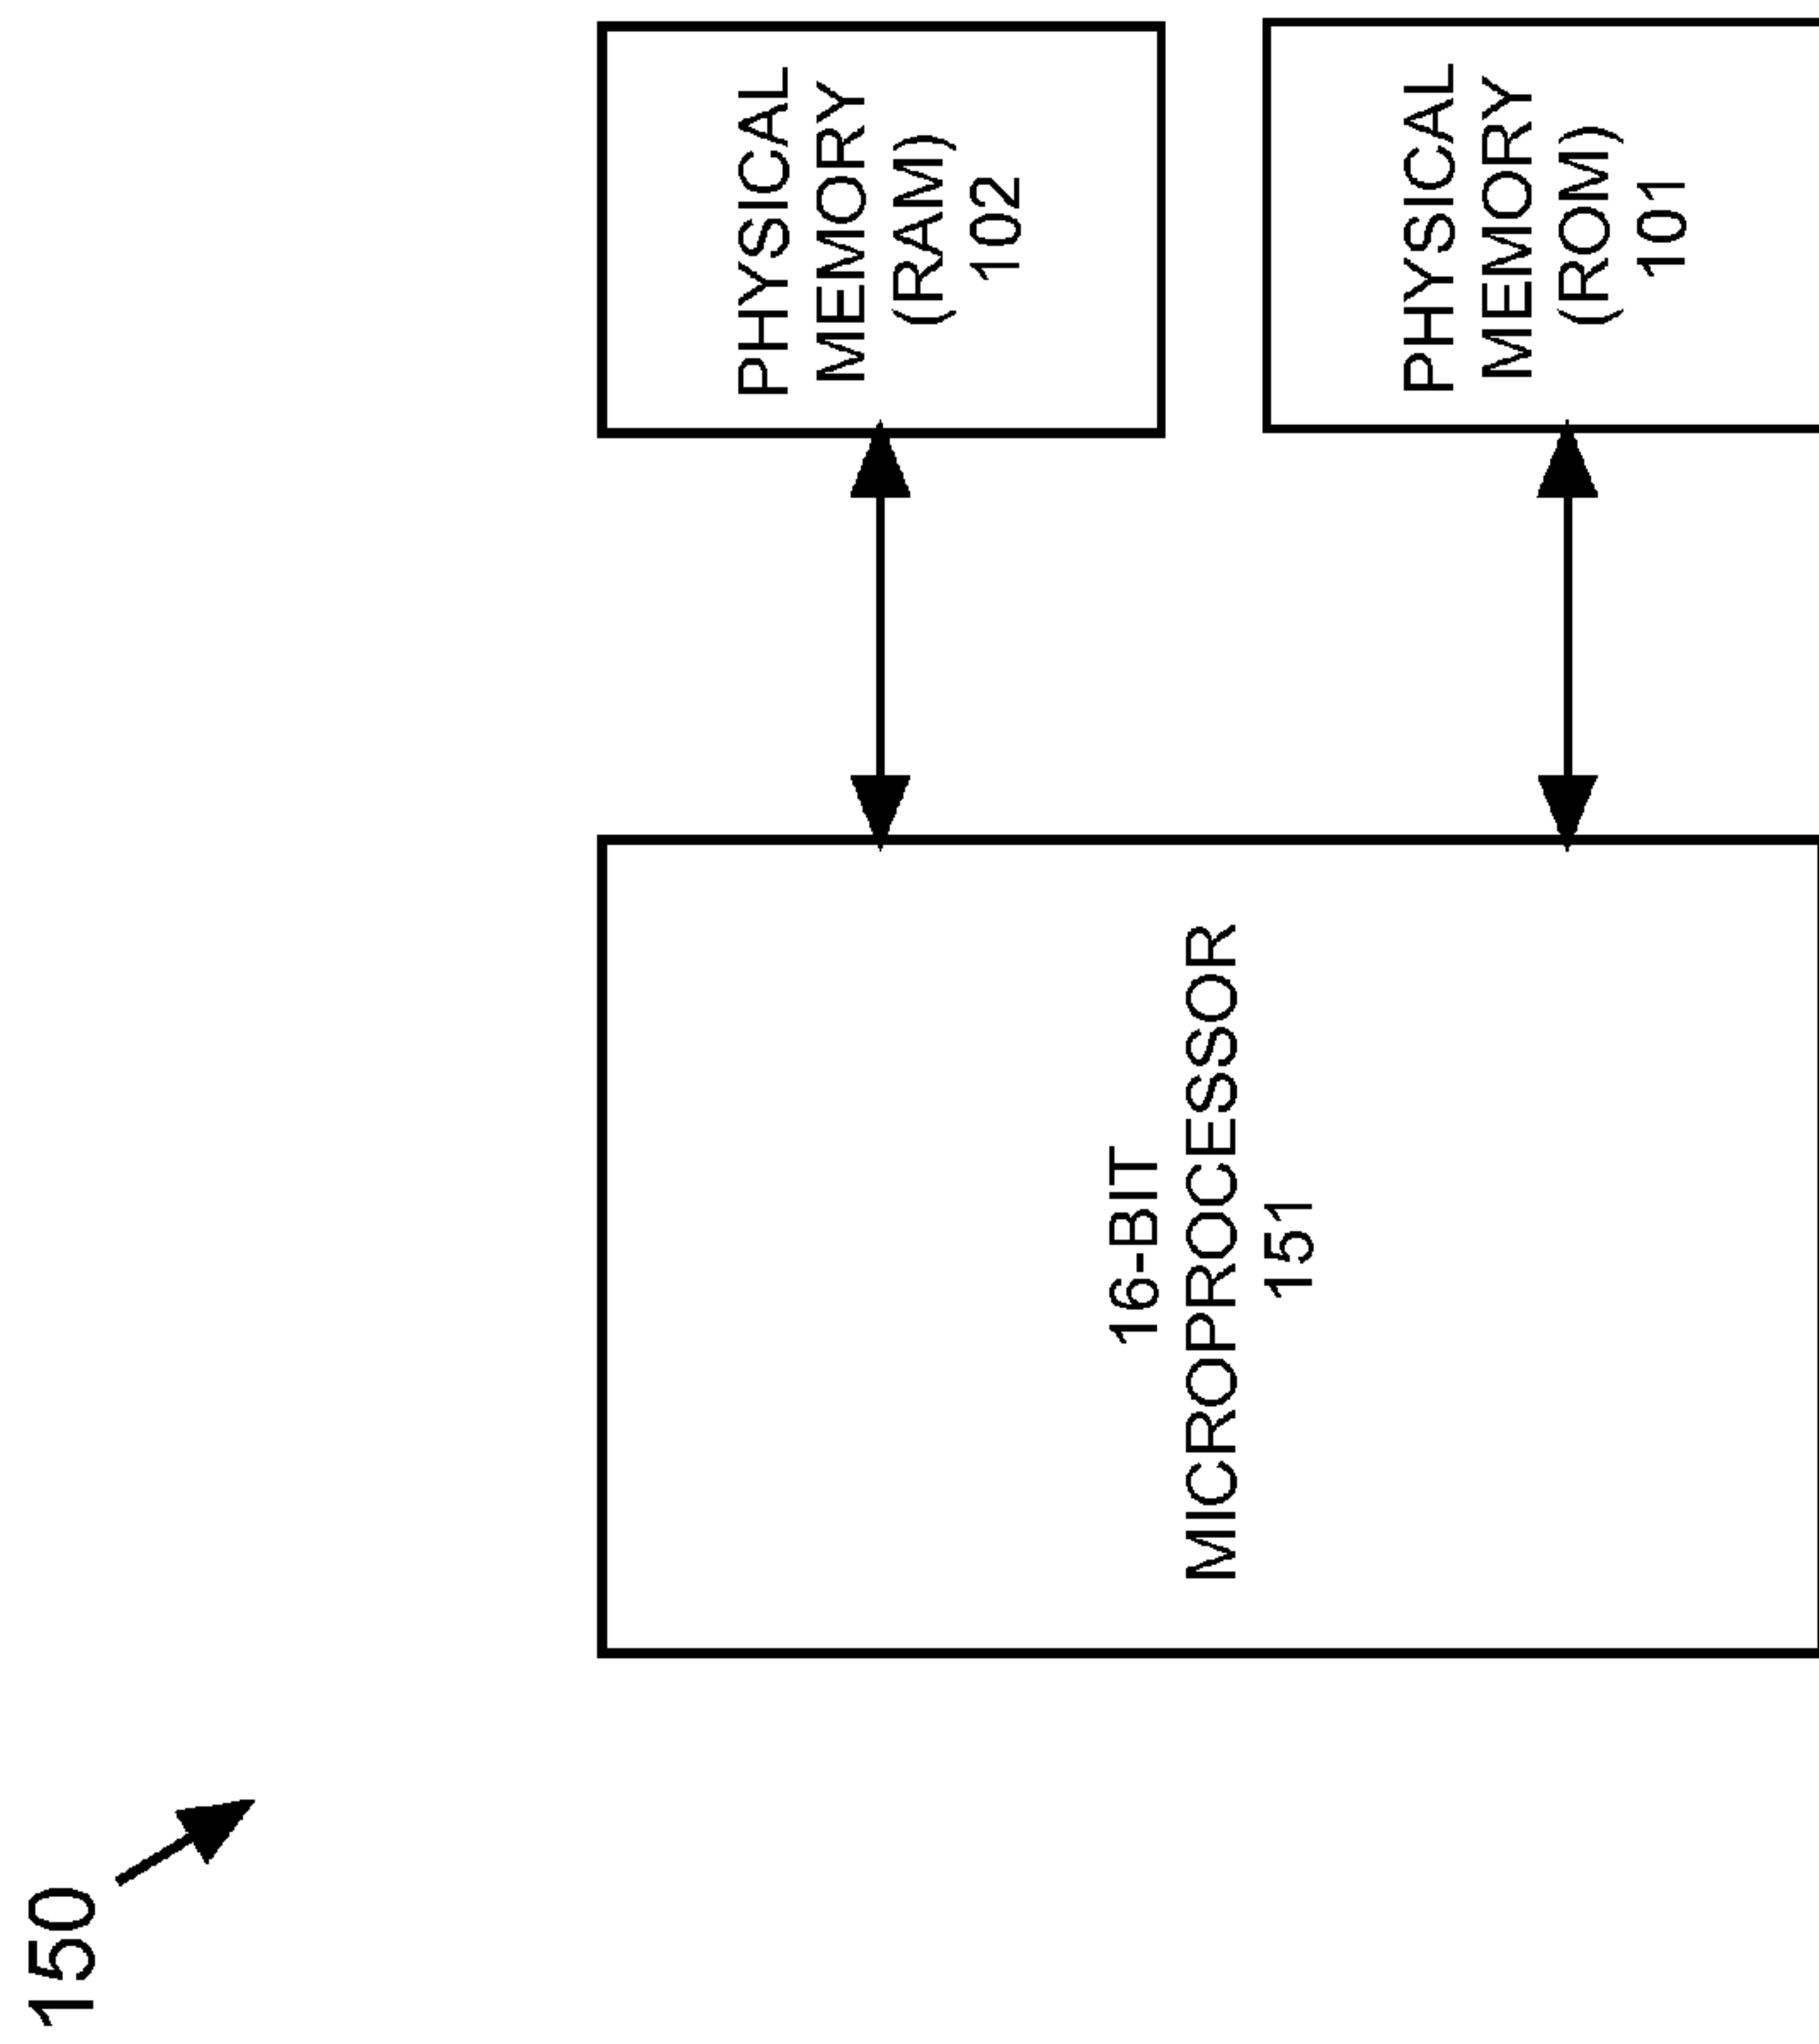 150
16-BIT
MICROPROCESSOR
151
PHYSICAL
MEMORY
(RAM)
102
PHYSICAL
MEMORY
(ROM)
101